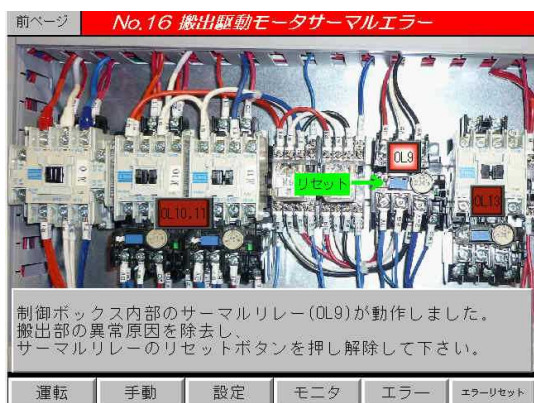 前ページ
No.16 搬出駆動モータサーマルエラー
OL9
リセット
OL10.11
OL13
制御ボックス内部のサーマルリレー(OL9)が動作しました。
搬出部の異常原因を除去し、
サーマルリレーのリセットボタンを押し解除して下さい。
運転
手動
設定
モニタ
エラー
エラーリセット